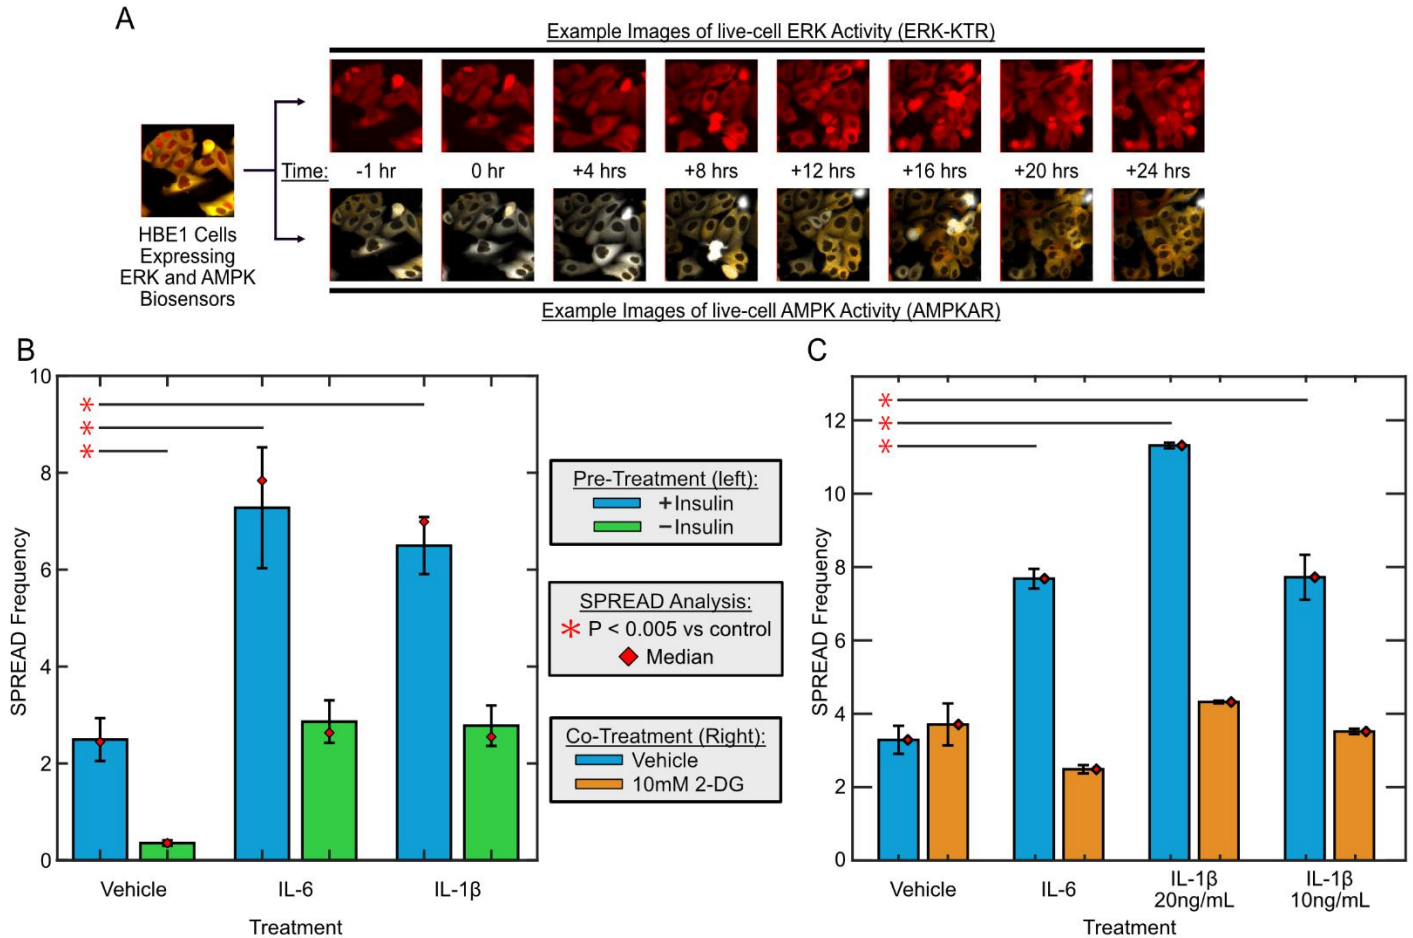 A
Example Images of live-cell ERK Activity (ERK-KTR)
Time: -1 hr 0 hr +4 hrs +8 hrs +12 hrs +16 hrs +20 hrs +24 hrs
HBE1 Cells
Expressing
ERK and AMPK
Biosensors
Example Images of live-cell AMPK Activity (AMPKAR)
B
10
8
6
4
2
0
SPREAD Frequency
Vehicle IL-6 IL-1β
Treatment
Pre-Treatment (left):
+Insulin
−Insulin
SPREAD Analysis:
* P < 0.005 vs control
Median
Co-Treatment (Right):
Vehicle
10mM 2-DG
C
12
10
8
6
4
2
0
SPREAD Frequency
Vehicle IL-6 IL-1β IL-1β
20ng/mL 10ng/mL
Treatment